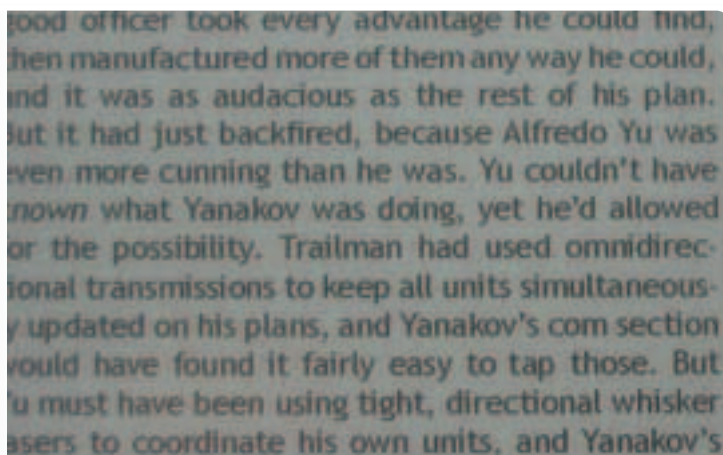 good officer took every advantage he could find,
then manufactured more of them any way he could,
and it was as audacious as the rest of his plan.
But it had just backfired, because Alfredo Yu was
even more cunning than he was. Yu couldn't have
known what Yanakov was doing, yet he'd allowed
for the possibility. Trailman had used omnidirec-
tional transmissions to keep all units simultaneous-
ly updated on his plans, and Yanakov's com section
would have found it fairly easy to tap those. But
Yu must have been using tight, directional whisker
lasers to coordinate his own units, and Yanakov's